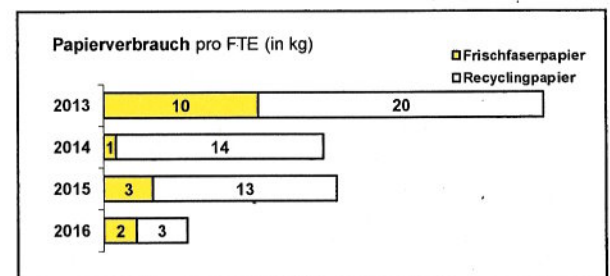 Papierverbrauch pro FTE (in kg)
Frischfaserpapier
Recyclingpapier
2013 10 20
2014 1 14
2015 3 13
2016 2 3